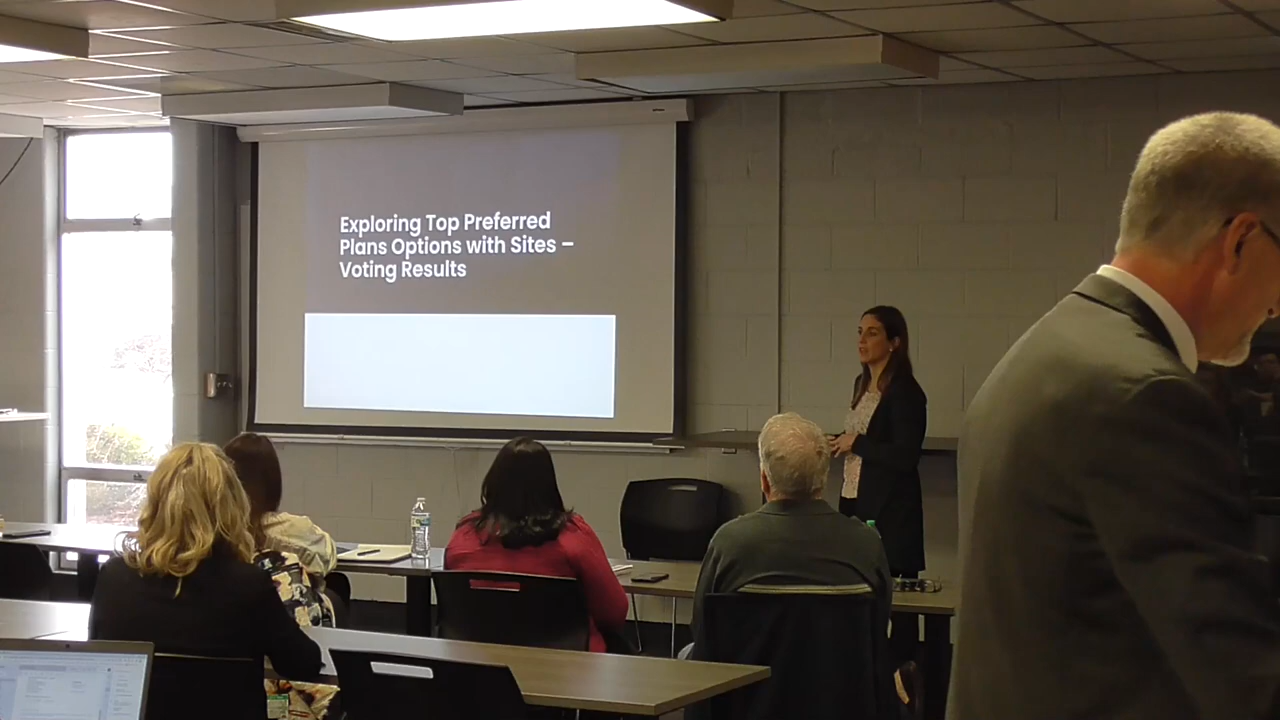 Exploring Top Preferred
Plans Options with Sites –
Voting Results